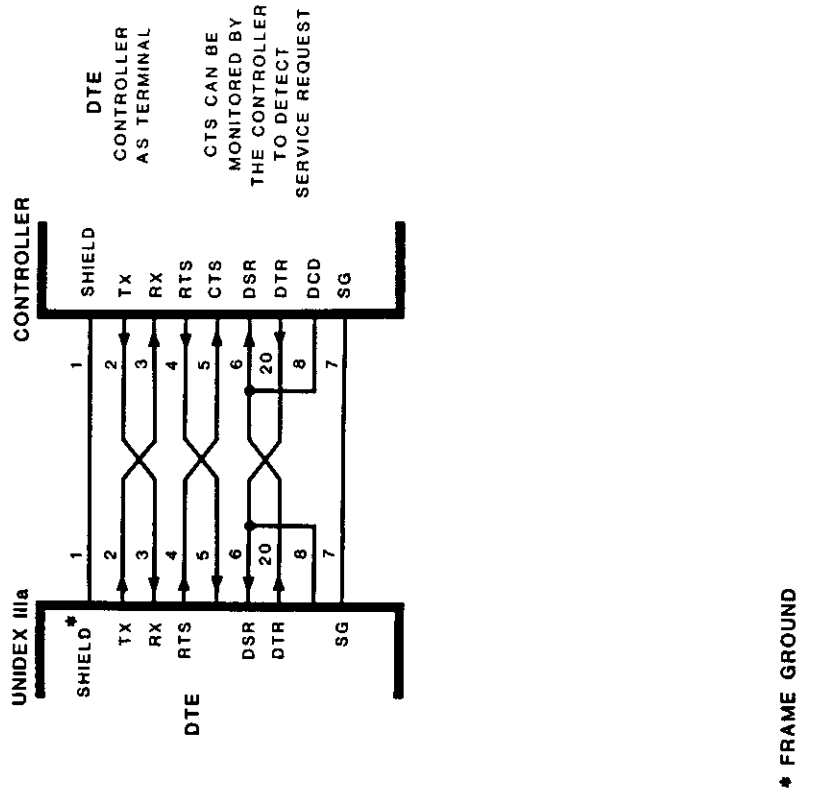 UNIDEX IIIa
CONTROLLER
SHIELD*
1
1
SHIELD
TX
2
2
TX
RX
3
3
RX
RTS
4
4
RTS
5
5
CTS
DSR
6
6
DSR
DTR
20
20
DTR
8
8
DCD
SG
7
7
SG
DTE
DTE
CONTROLLER
AS TERMINAL
CTS CAN BE
MONITORED BY
THE CONTROLLER
TO DETECT
SERVICE REQUEST
* FRAME GROUND